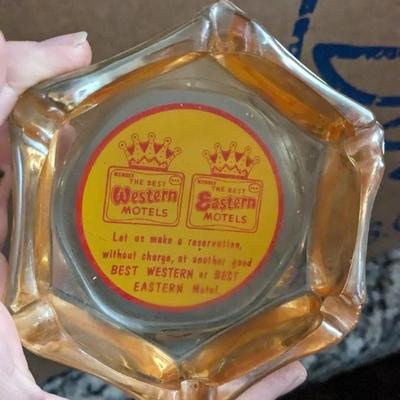 MEMBER
THE BEST
Western
MOTELS
MEMBER
THE BEST
Eastern
MOTELS
Let us make a reservation,
without charge, at another good
BEST WESTERN or BEST
EASTERN Motel.